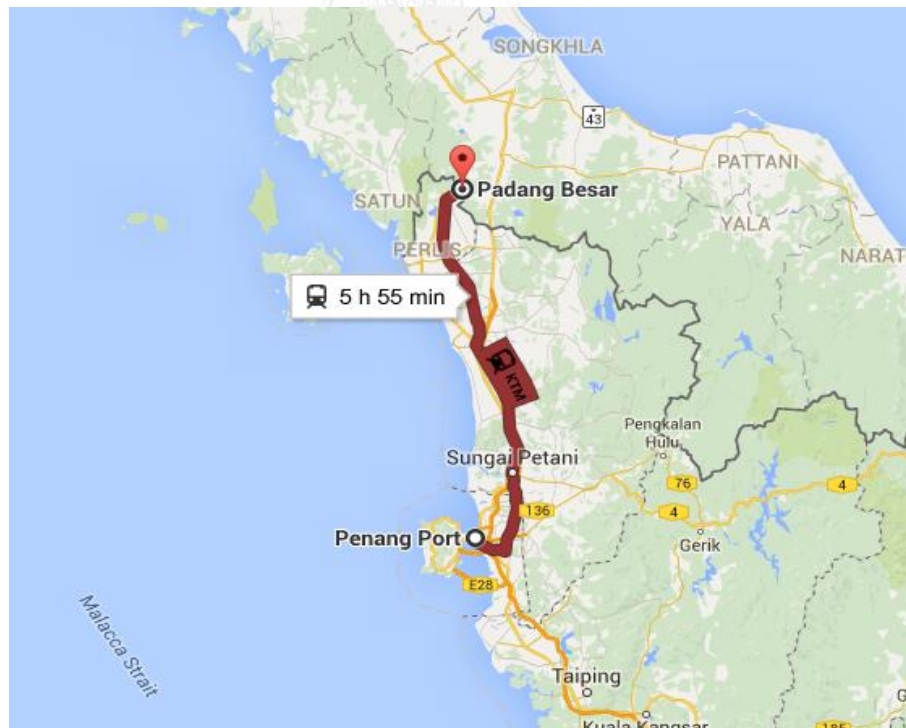 SONGKHLA
43
PATTANI
Padang Besar
SATUN
YALA
PERLIS
NARAT
5 h 55 min
KTM
Pengkalan
Hulu
Sungai Petani
76
4
136
4
Penang Port
Gerik
E28
Malacca Strait
Taiping
Kuala Kangsar
185
G